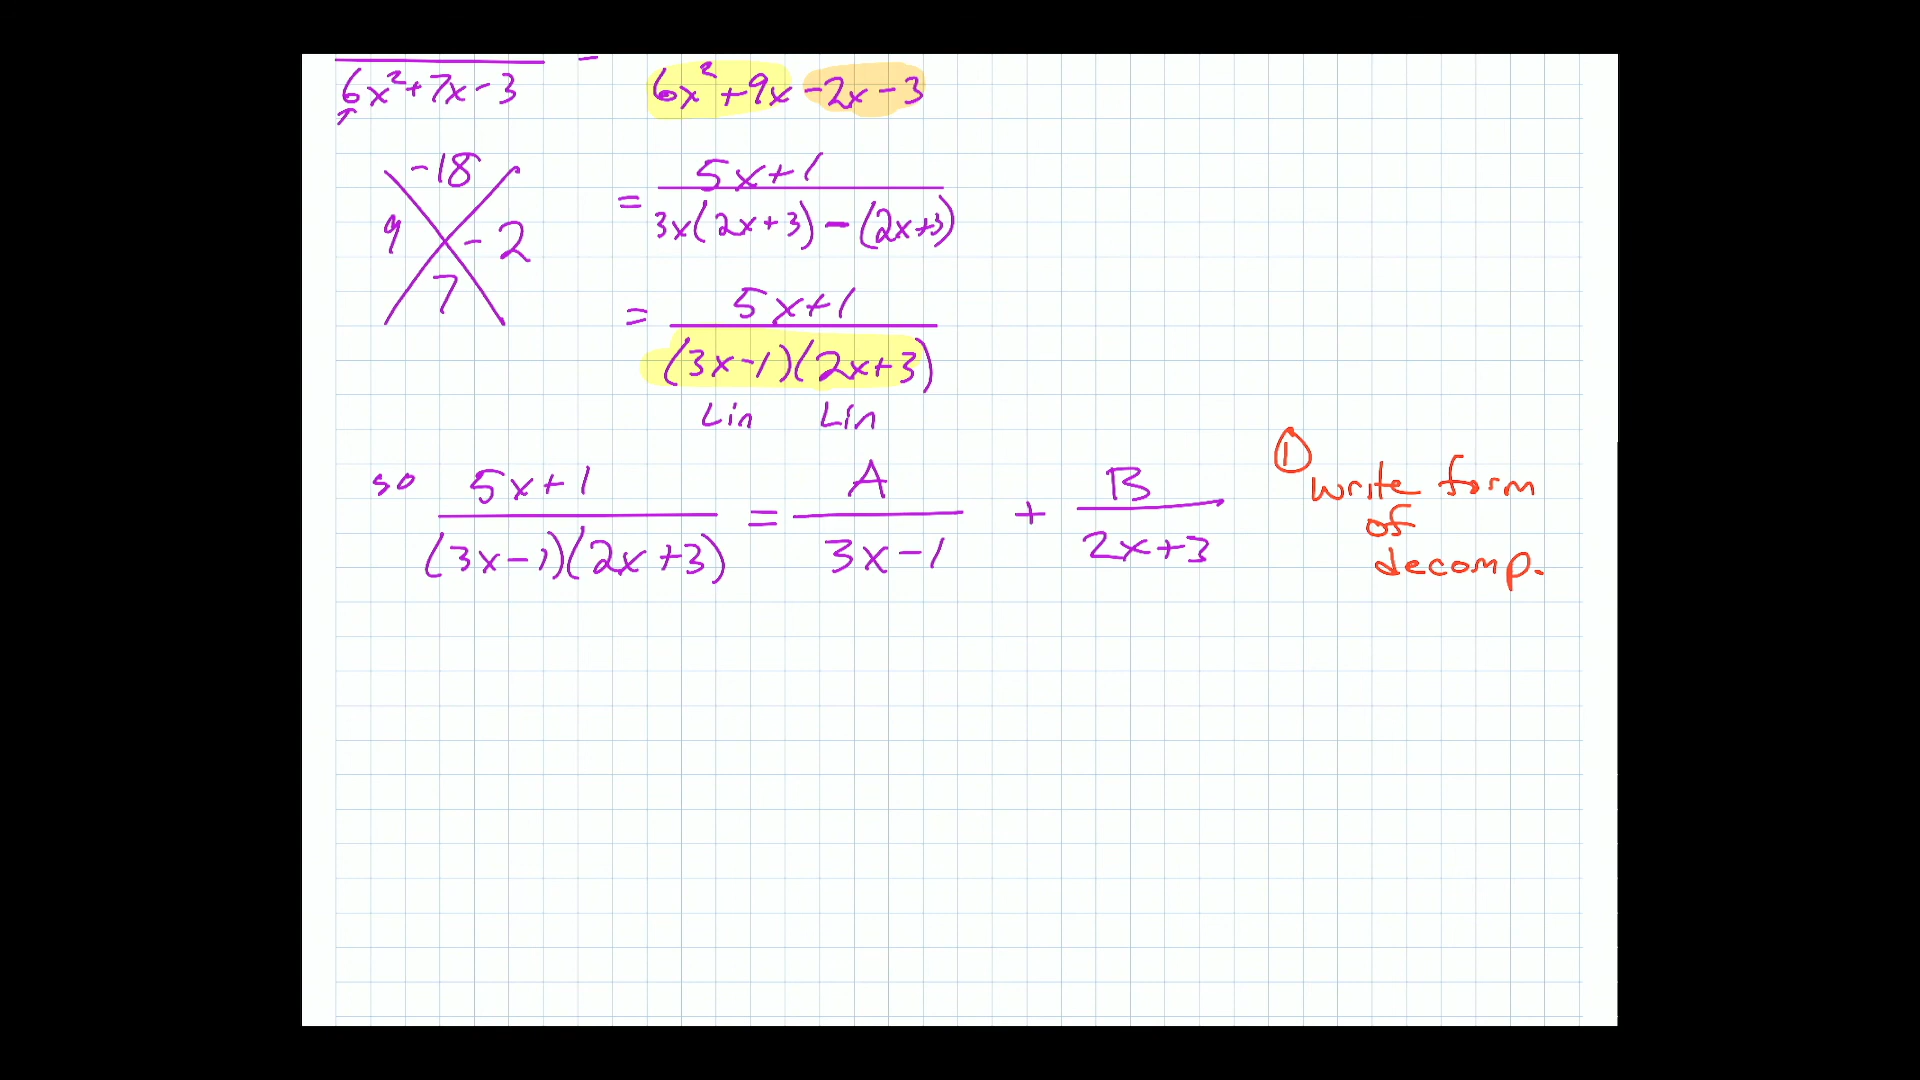 6x²+7x-3 = 6x²+9x-2x-3
-18
9 -2
7
= 5x+1
3x(2x+3)-(2x+3)
= 5x+1
(3x-1)(2x+3)
Lin Lin
so 5x+1 / (3x-1)(2x+3) = A / 3x-1 + B / 2x+3
① write form
of
decomp.